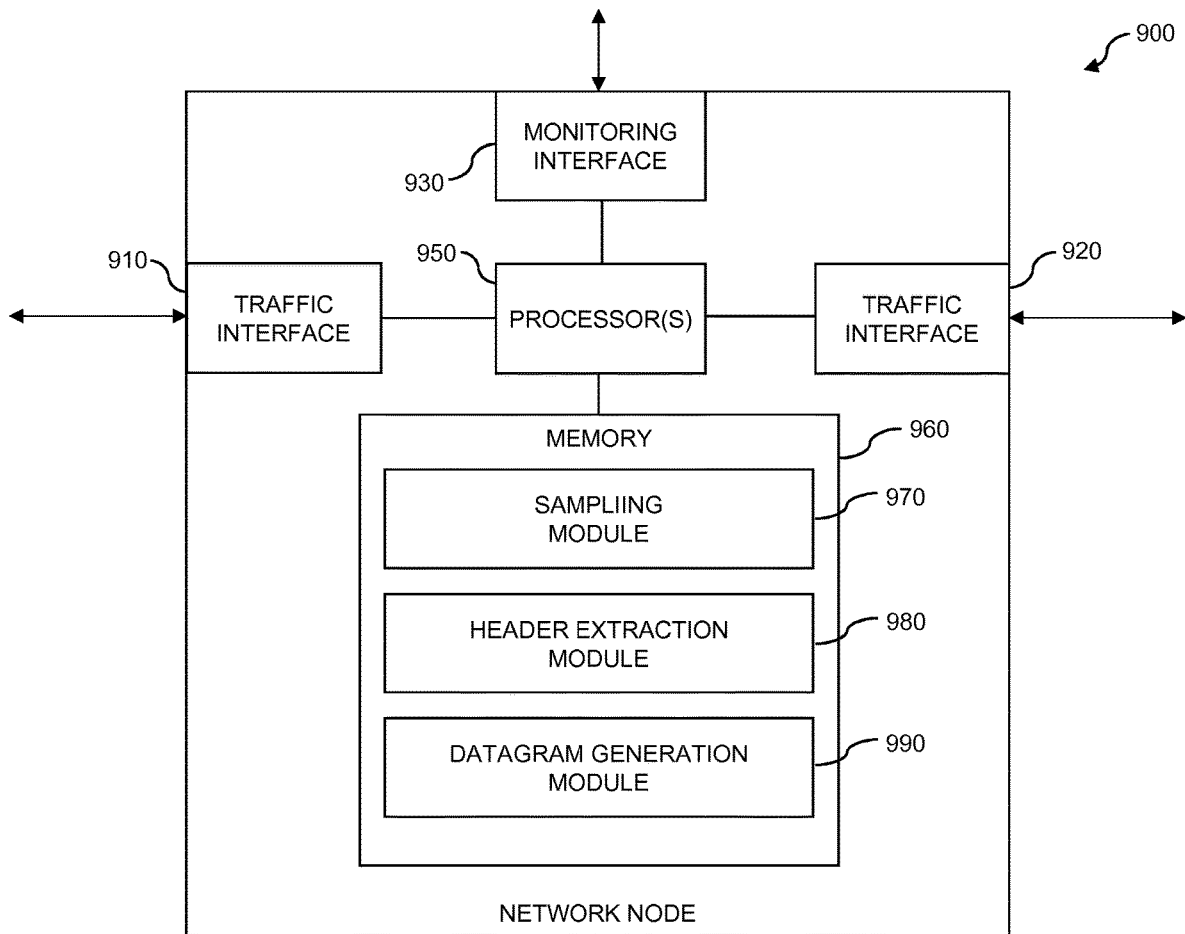 900
MONITORING
INTERFACE
930
910
950
920
TRAFFIC
INTERFACE
PROCESSOR(S)
TRAFFIC
INTERFACE
MEMORY
960
SAMPLIING
MODULE
970
HEADER EXTRACTION
MODULE
980
DATAGRAM GENERATION
MODULE
990
NETWORK NODE